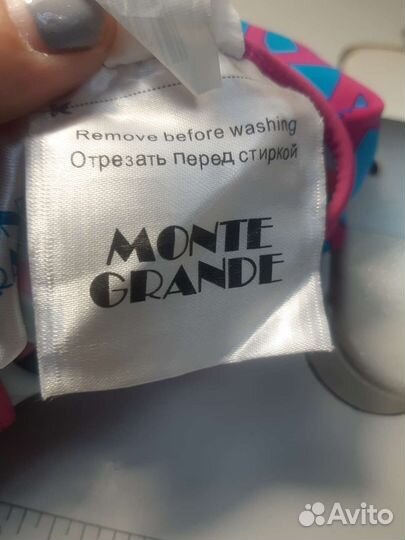 Remove before washing
Отрезать Перед стиркой
MONTE
GRANDE
Avito